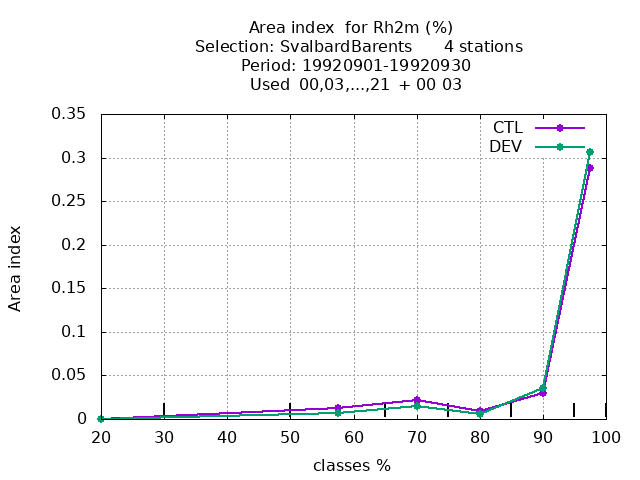 Area index  for Rh2m (%)
Selection: SvalbardBarents      4 stations
Period: 19920901-19920930
Used  00,03,...,21  + 00 03
0.35
0.3
0.25
0.2
0.15
0.1
0.05
0
Area index
CTL
DEV
20 30 40 50 60 70 80 90 100
classes %